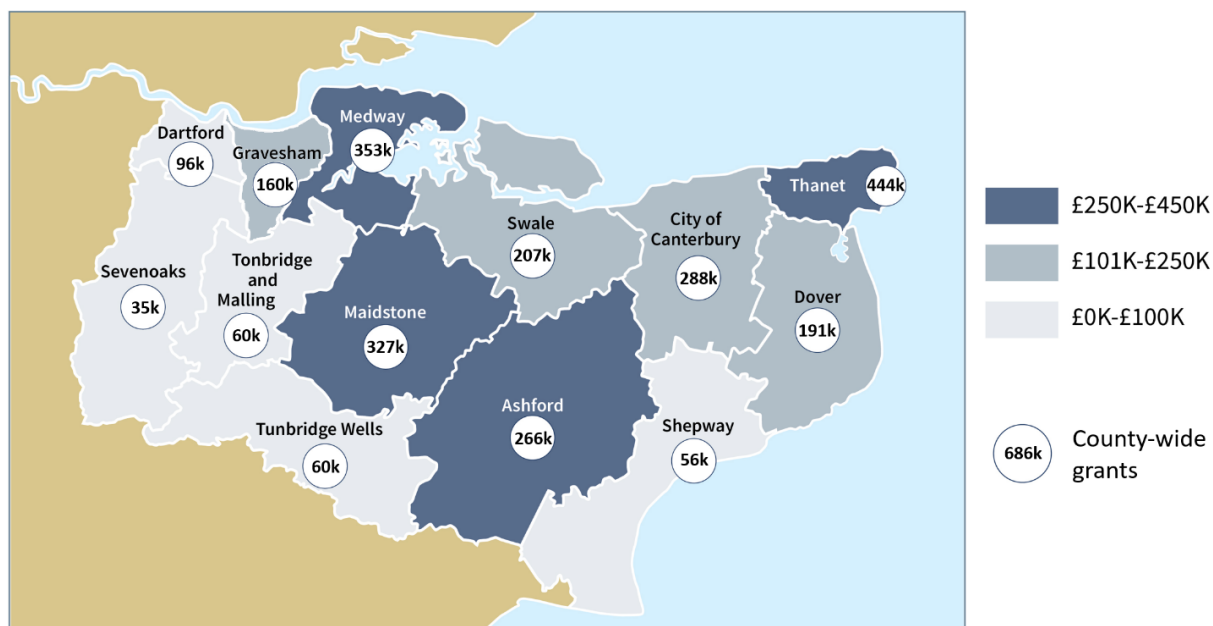 Dartford
96k
Gravesham
160k
Medway
353k
Thanet
444k
Swale
207k
City of
Canterbury
288k
Dover
191k
Sevenoaks
35k
Tonbridge
and
Malling
60k
Maidstone
327k
Ashford
266k
Shepway
56k
Tunbridge Wells
60k
£250K-£450K
£101K-£250K
£0K-£100K
686k
County-wide
grants